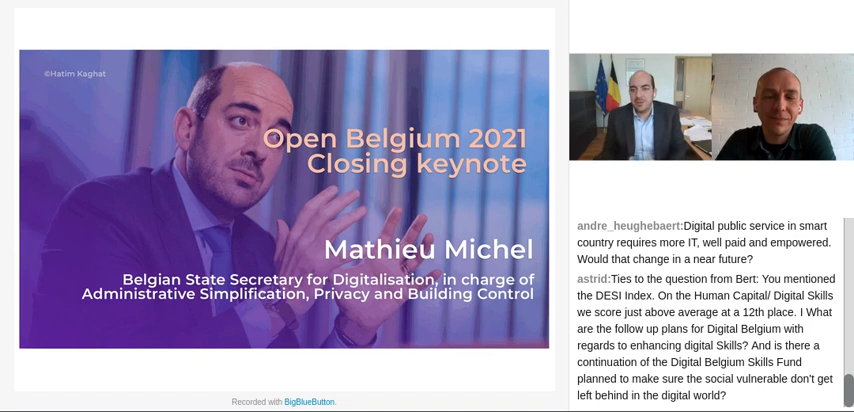 ©Hatim Kaghat
Open Belgium 2021
Closing keynote
Mathieu Michel
Belgian State Secretary for Digitalisation, in charge of
Administrative Simplification, Privacy and Building Control
Recorded with BigBlueButton.
andre_heughebaert:Digital public service in smart
country requires more IT, well paid and empowered.
Would that change in a near future?
astrid:Ties to the question from Bert: You mentioned
the DESI Index. On the Human Capital/ Digital Skills
we score just above average at a 12th place. I What
are the follow up plans for Digital Belgium with
regards to enhancing digital Skills? And is there a
continuation of the Digital Belgium Skills Fund
planned to make sure the social vulnerable don't get
left behind in the digital world?